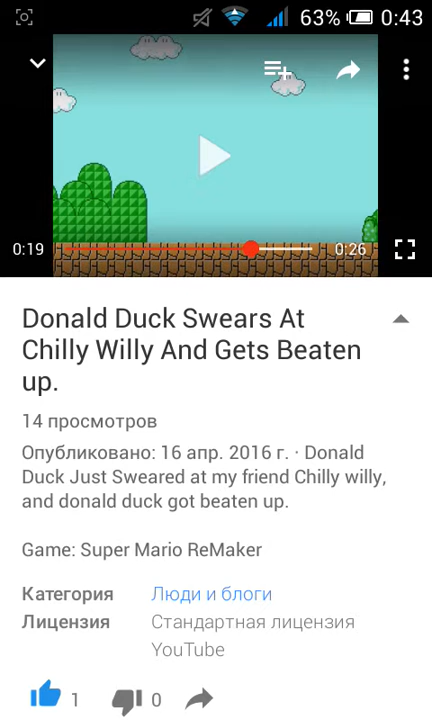 63% 0:43
0:19 0:26
Donald Duck Swears At
Chilly Willy And Gets Beaten
up.
14 просмотров
Опубликовано: 16 апр. 2016 г. · Donald
Duck Just Sweared at my friend Chilly willy,
and donald duck got beaten up.
Game: Super Mario ReMaker
Категория Люди и блоги
Лицензия Стандартная лицензия
YouTube
1 0